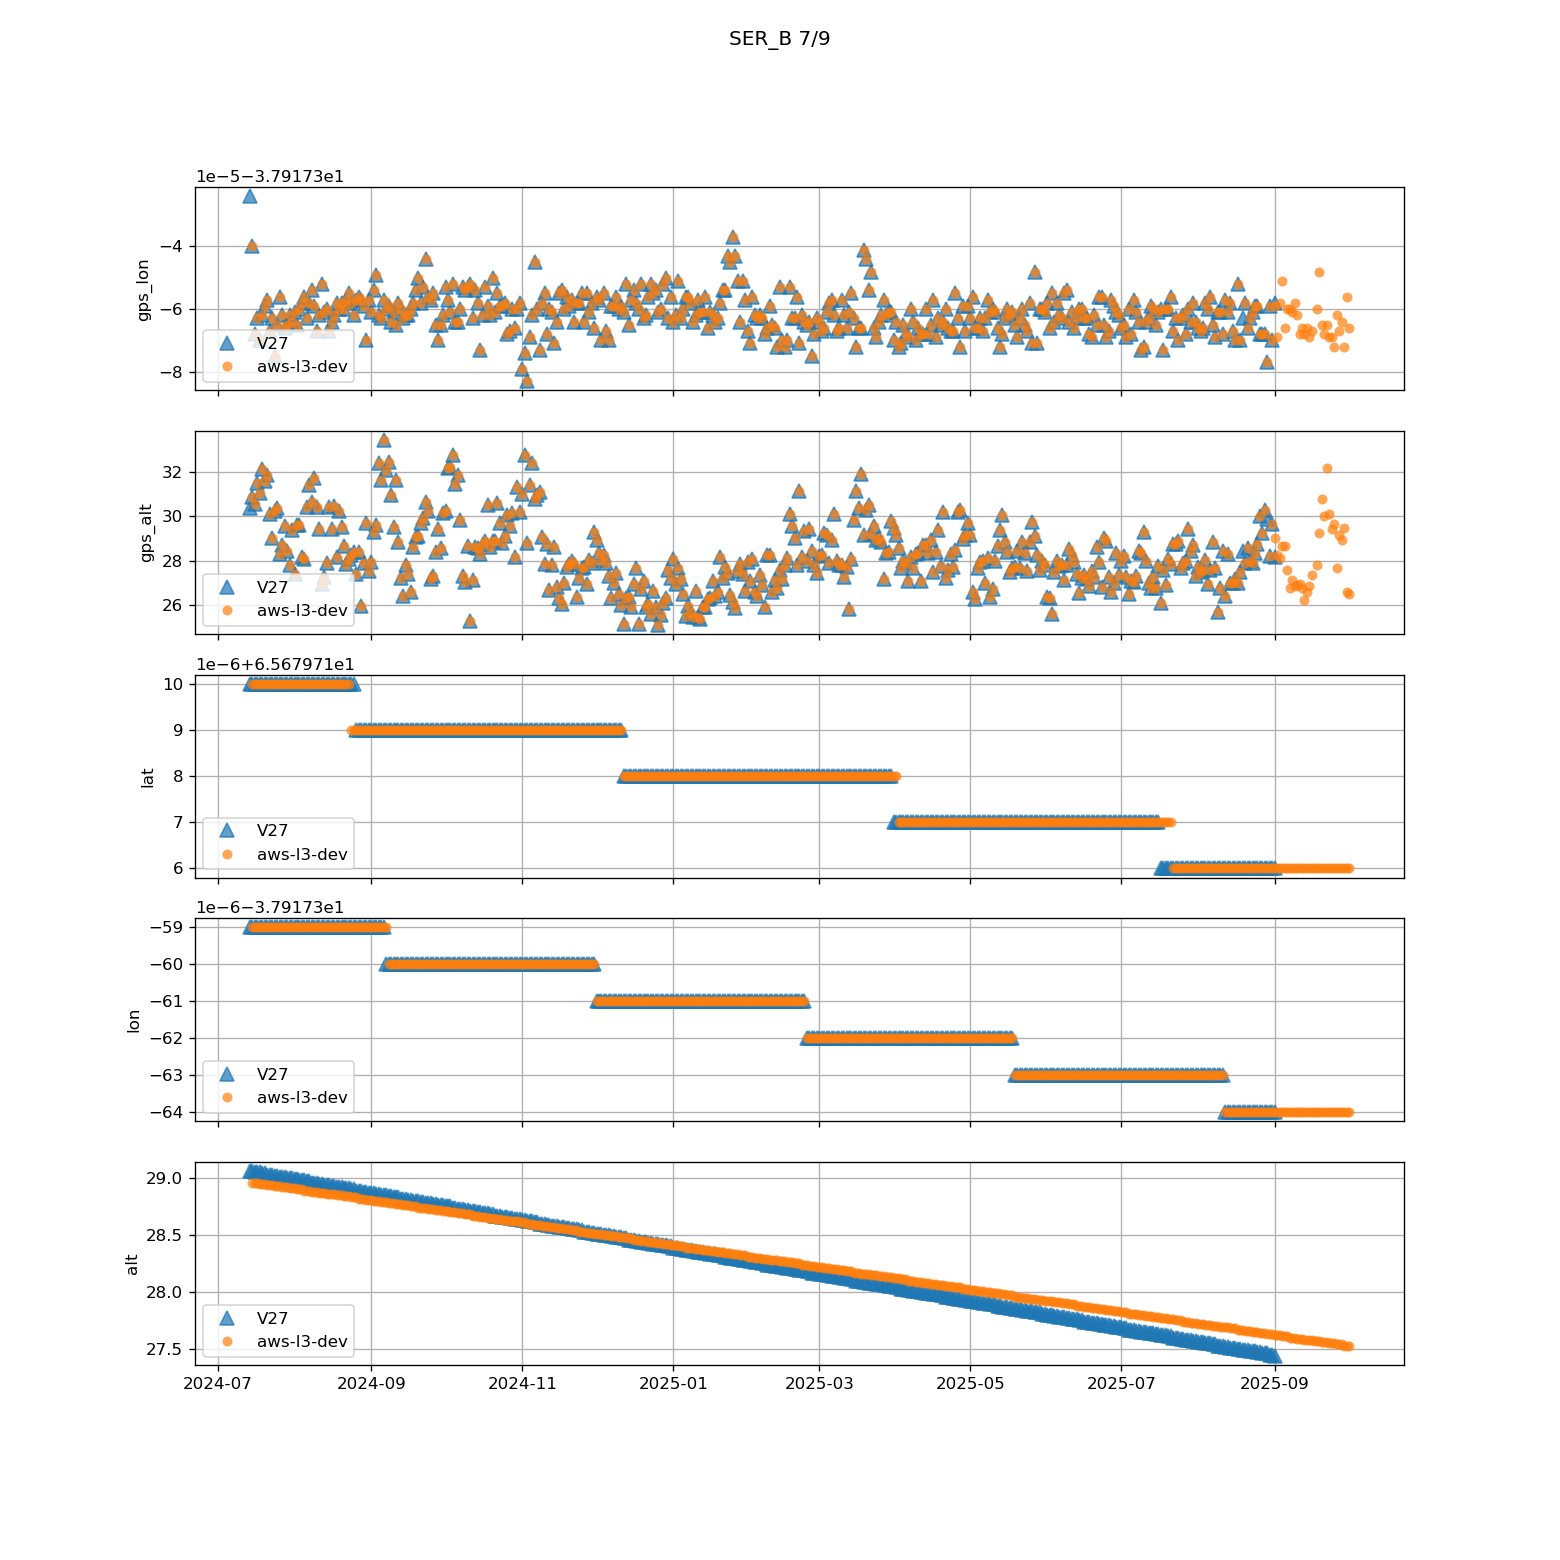 SER_B 7/9
1e−5−3.79173e1
−4
−6
−8
gps_lon
V27
aws-l3-dev
32
30
28
26
gps_alt
V27
aws-l3-dev
1e−6+6.567971e1
10
9
8
7
6
lat
V27
aws-l3-dev
1e−6−3.79173e1
−59
−60
−61
−62
−63
−64
lon
V27
aws-l3-dev
29.0
28.5
28.0
27.5
alt
V27
aws-l3-dev
2024-07 2024-09 2024-11 2025-01 2025-03 2025-05 2025-07 2025-09